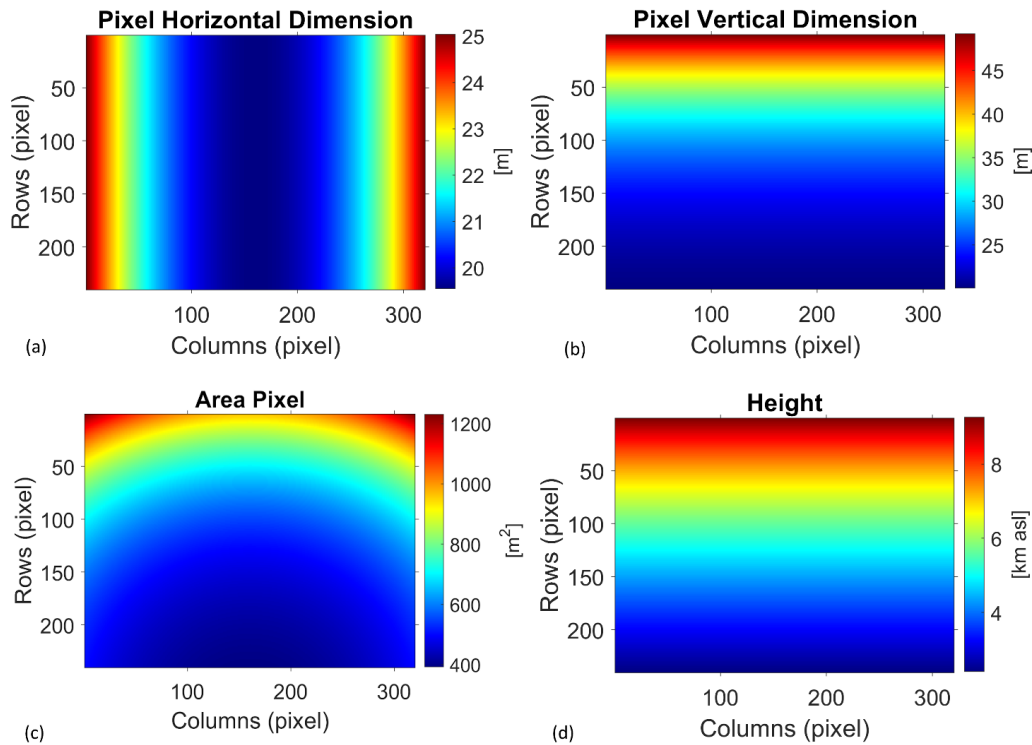 Pixel Horizontal Dimension
25
24
23
22
21
20
[m]
50
100
150
200
Rows (pixel)
100 200 300
Columns (pixel)
(a)
Pixel Vertical Dimension
45
40
35
30
25
[m]
50
100
150
200
Rows (pixel)
100 200 300
Columns (pixel)
(b)
Area Pixel
1200
1000
800
600
400
[m²]
50
100
150
200
Rows (pixel)
100 200 300
Columns (pixel)
(c)
Height
8
6
4
[km asl]
50
100
150
200
Rows (pixel)
100 200 300
Columns (pixel)
(d)